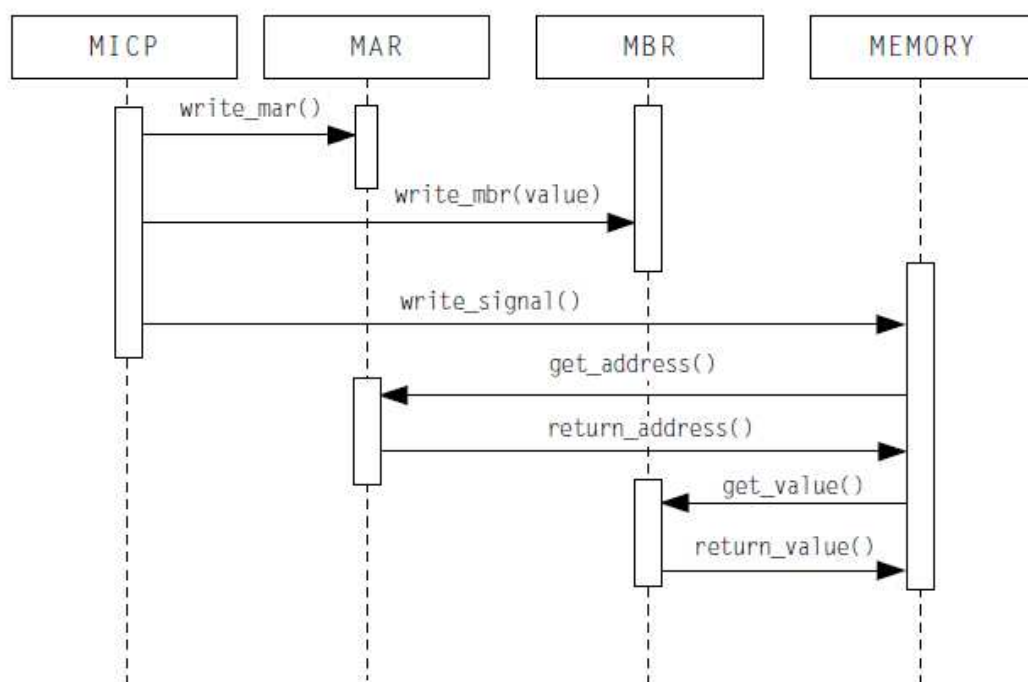 MICP MAR MBR MEMORY
write_mar()
write_mbr(value)
write_signal()
get_address()
return_address()
get_value()
return_value()